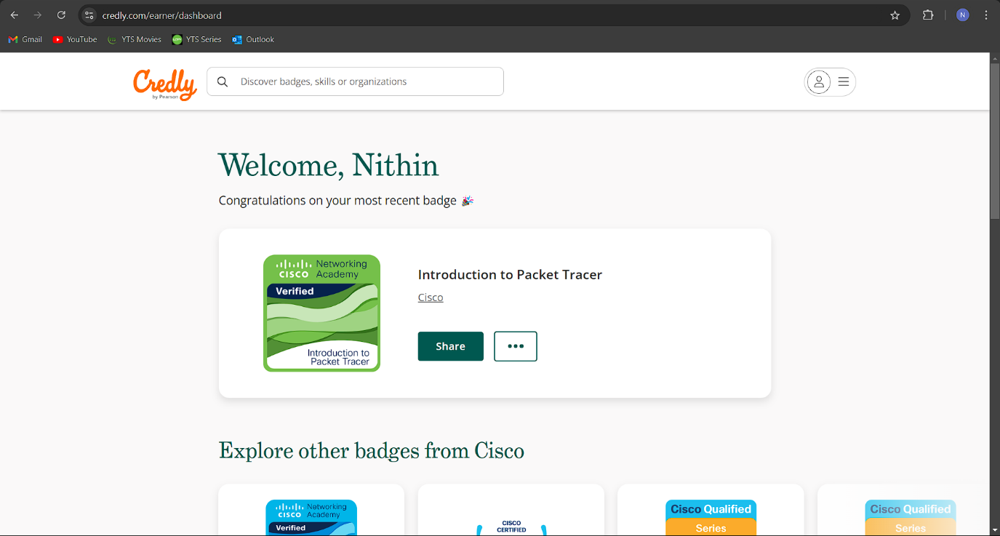 credly.com/earner/dashboard
N
Gmail
YouTube
YTS Movies
YTS Series
Outlook
Credly
by Pearson
Discover badges, skills or organizations
Welcome, Nithin
Congratulations on your most recent badge 🎉
CISCO
Networking
Academy
Verified
Introduction to
Packet Tracer
Introduction to Packet Tracer
Cisco
Share
Explore other badges from Cisco
CISCO
Networking
Academy
Verified
CISCO
CERTIFIED
Cisco Qualified
Series
Cisco Qualified
Series